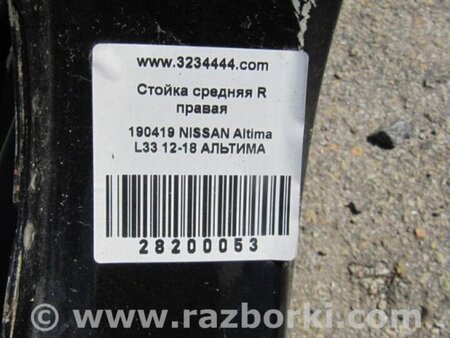 www.3234444.com
Стойка средняя R
правая
190419 NISSAN Altima
L33 12-18 АЛЬТИМА
28200053
www.razborki.com